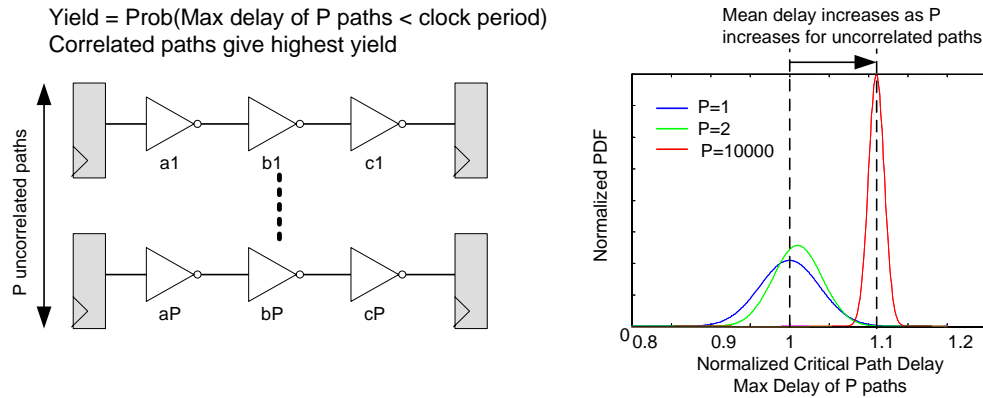 Yield = Prob(Max delay of P paths < clock period)
Correlated paths give highest yield
P uncorrelated paths
a1
b1
c1
aP
bP
cP
Mean delay increases as P
increases for uncorrelated paths
Normalized PDF
P=1
P=2
P=10000
0
0.8
0.9
1
1.1
1.2
Normalized Critical Path Delay
Max Delay of P paths